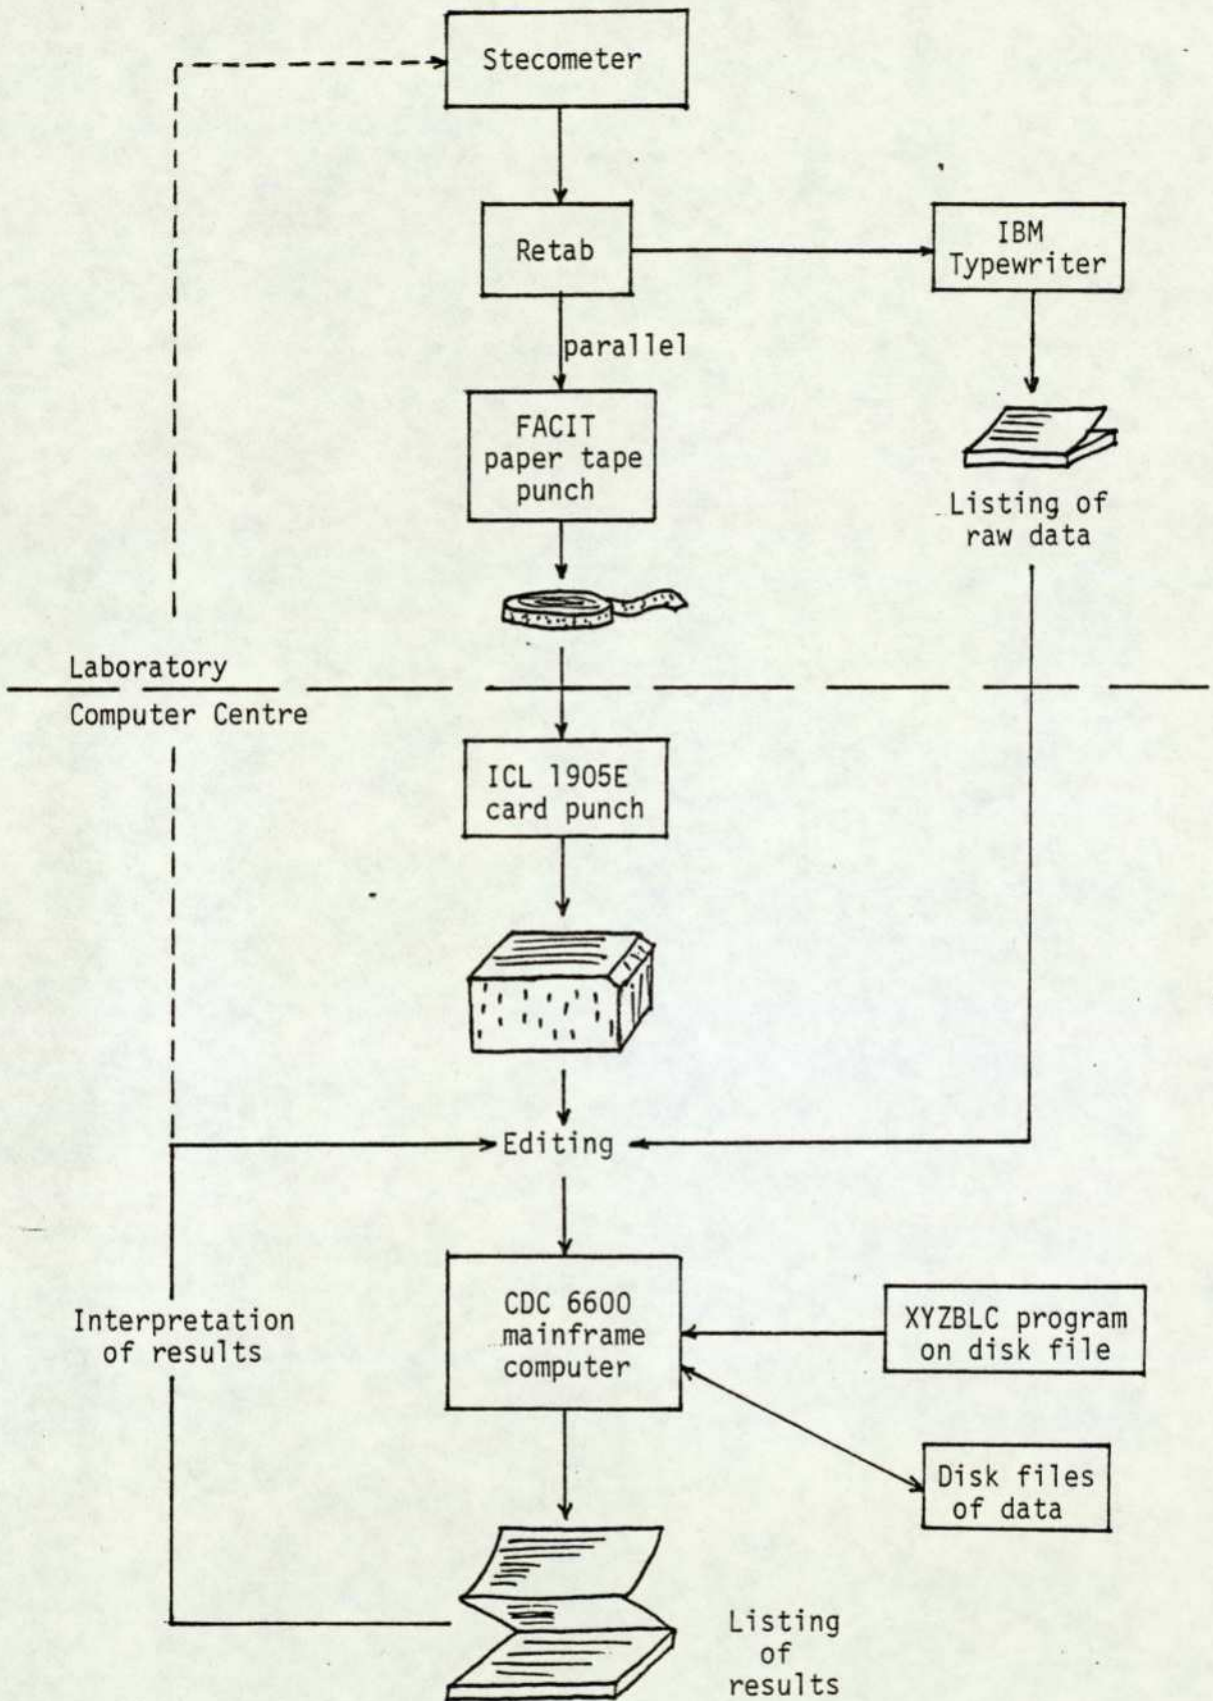 Stecometer
Retab
IBM
Typewriter
parallel
FACIT
paper tape
punch
Listing of
raw data
Laboratory
Computer Centre
ICL 1905E
card punch
Editing
CDC 6600
mainframe
computer
XYZBLC program
on disk file
Interpretation
of results
Disk files
of data
Listing
of
results